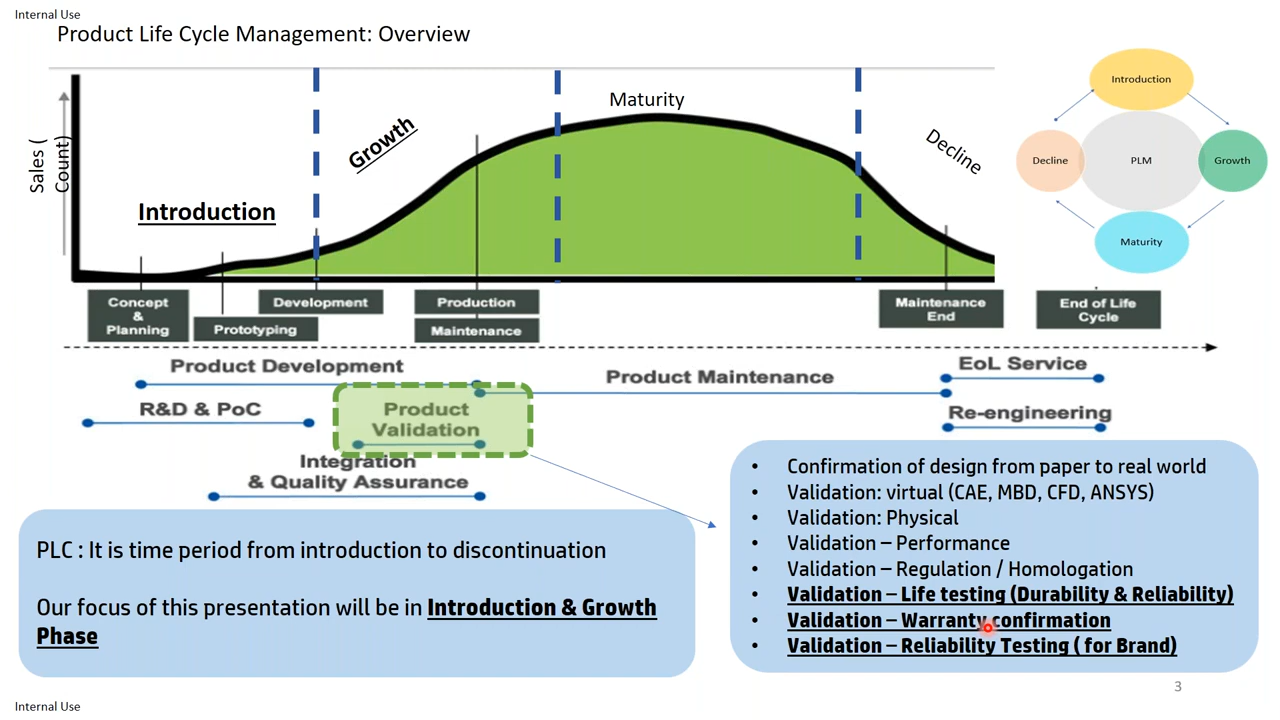 Internal Use
Product Life Cycle Management: Overview
Sales (
Count)
Introduction
Growth
Maturity
Decline
Introduction
Decline
PLM
Growth
Maturity
Concept
&
Planning
Prototyping
Development
Production
Maintenance
Maintenance
End
End of Life
Cycle
Product Development
Product Maintenance
EoL Service
R&D & PoC
Product
Validation
Re-engineering
Integration
& Quality Assurance
PLC : It is time period from introduction to discontinuation
Our focus of this presentation will be in Introduction & Growth
Phase
• Confirmation of design from paper to real world
• Validation: virtual (CAE, MBD, CFD, ANSYS)
• Validation: Physical
• Validation – Performance
• Validation – Regulation / Homologation
• Validation – Life testing (Durability & Reliability)
• Validation – Warranty confirmation
• Validation – Reliability Testing ( for Brand)
3
Internal Use